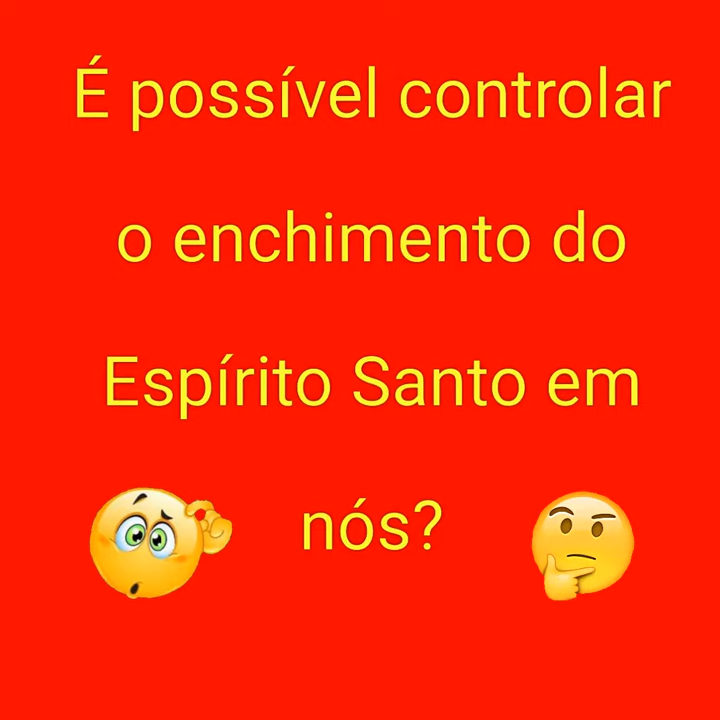 É possível controlar
o enchimento do
Espírito Santo em
nós?